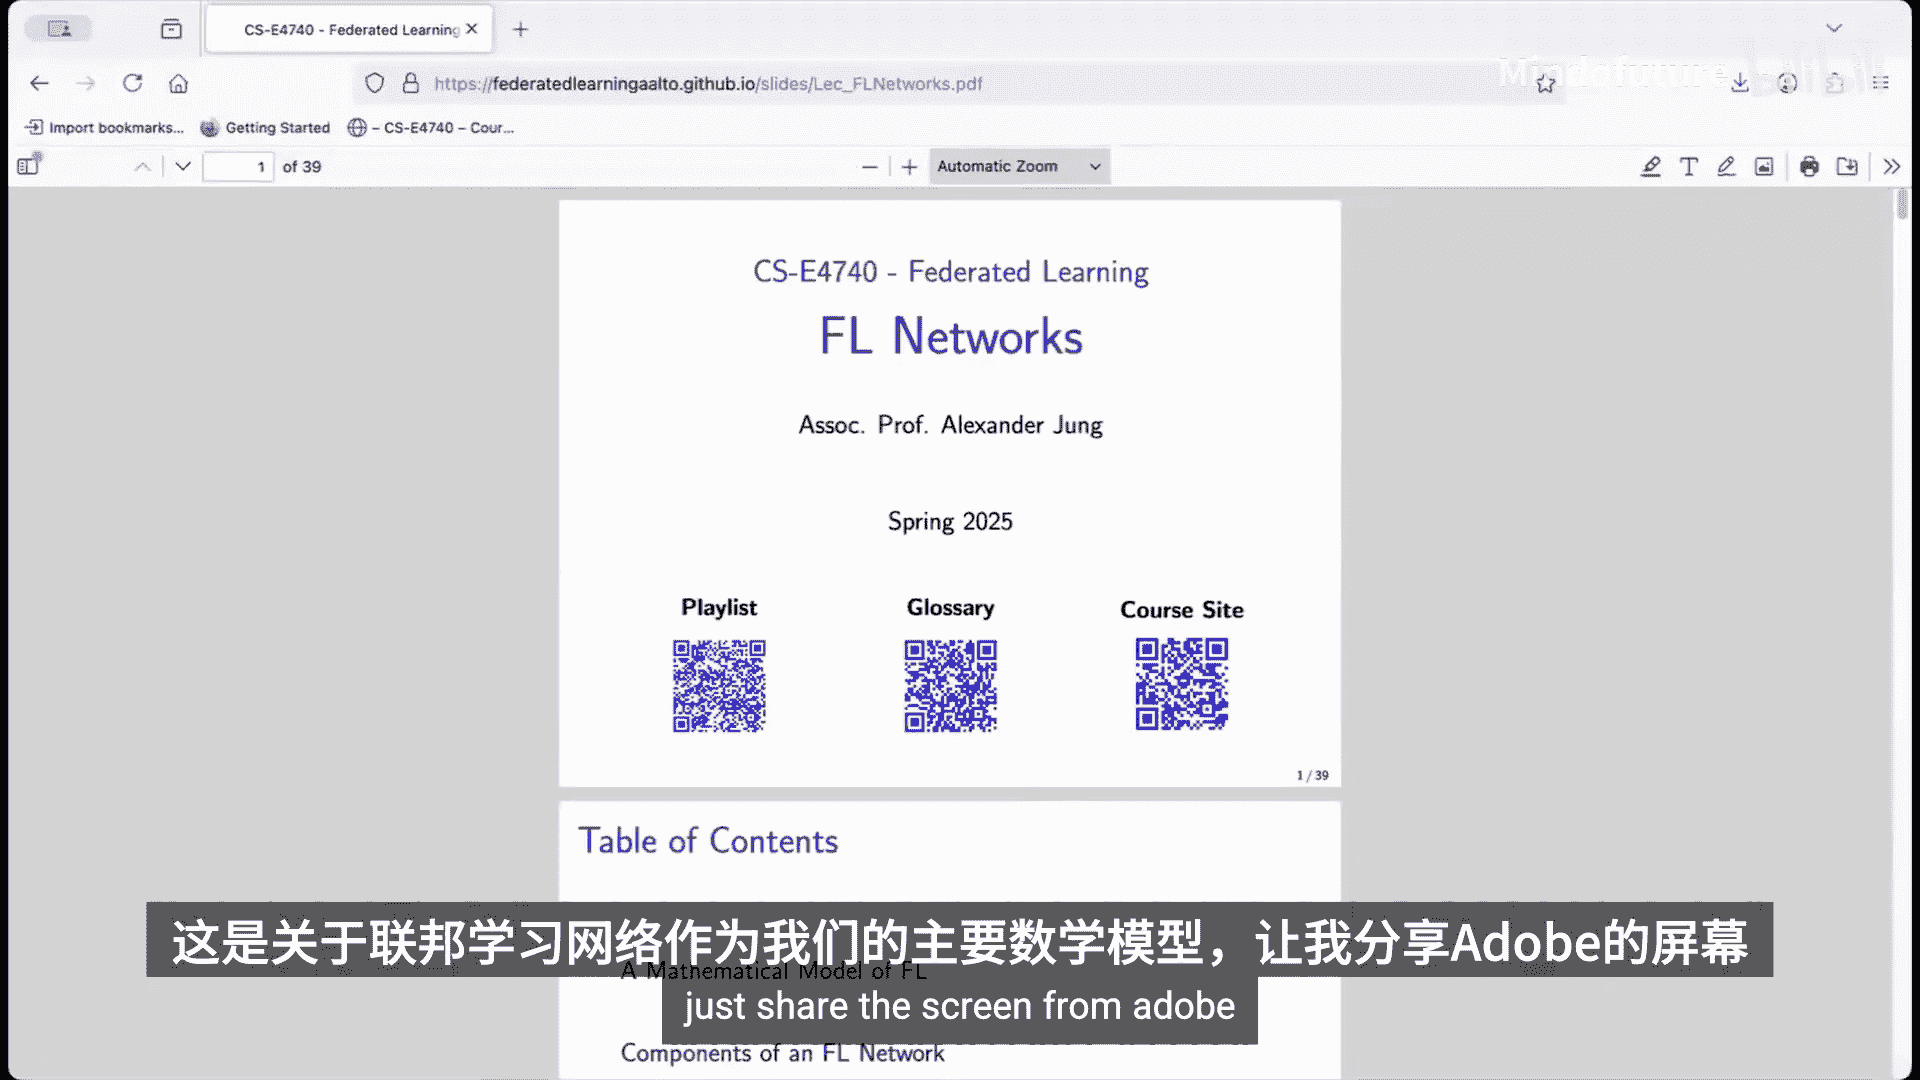 CS-E4740 - Federated Learning
https://federatedlearningaalto.github.io/slides/Lec_FLNetworks.pdf
Mindsfuture
Import bookmarks...
Getting Started
– CS-E4740 – Cour...
1 of 39
Automatic Zoom
CS-E4740 - Federated Learning
FL Networks
Assoc. Prof. Alexander Jung
Spring 2025
Playlist
Glossary
Course Site
1 / 39
Table of Contents
这是关于联邦学习网络作为我们的主要数学模型，让我分享Adobe的屏幕
A Mathematical Model of FL
just share the screen from adobe
Components of an FL Network